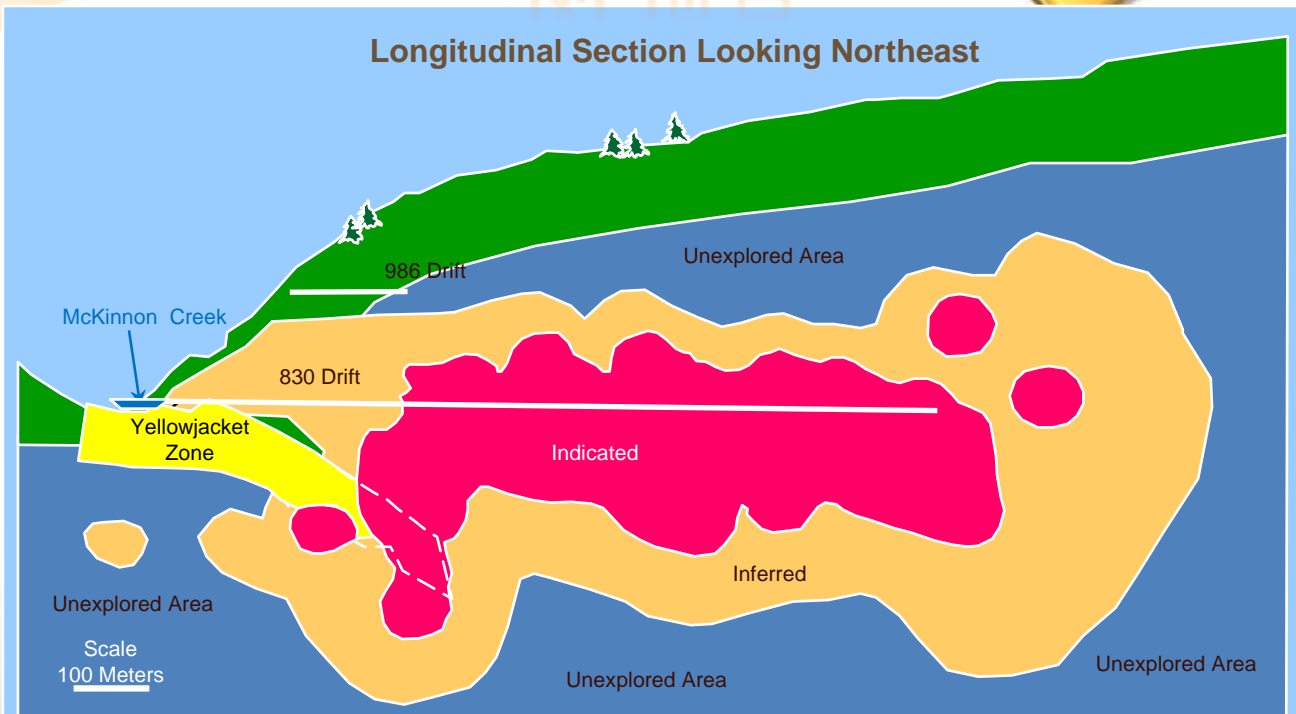 Longitudinal Section Looking Northeast
Unexplored Area
986 Drift
McKinnon Creek
830 Drift
Yellowjacket
Zone
Indicated
Inferred
Unexplored Area
Scale
100 Meters
Unexplored Area
Unexplored Area